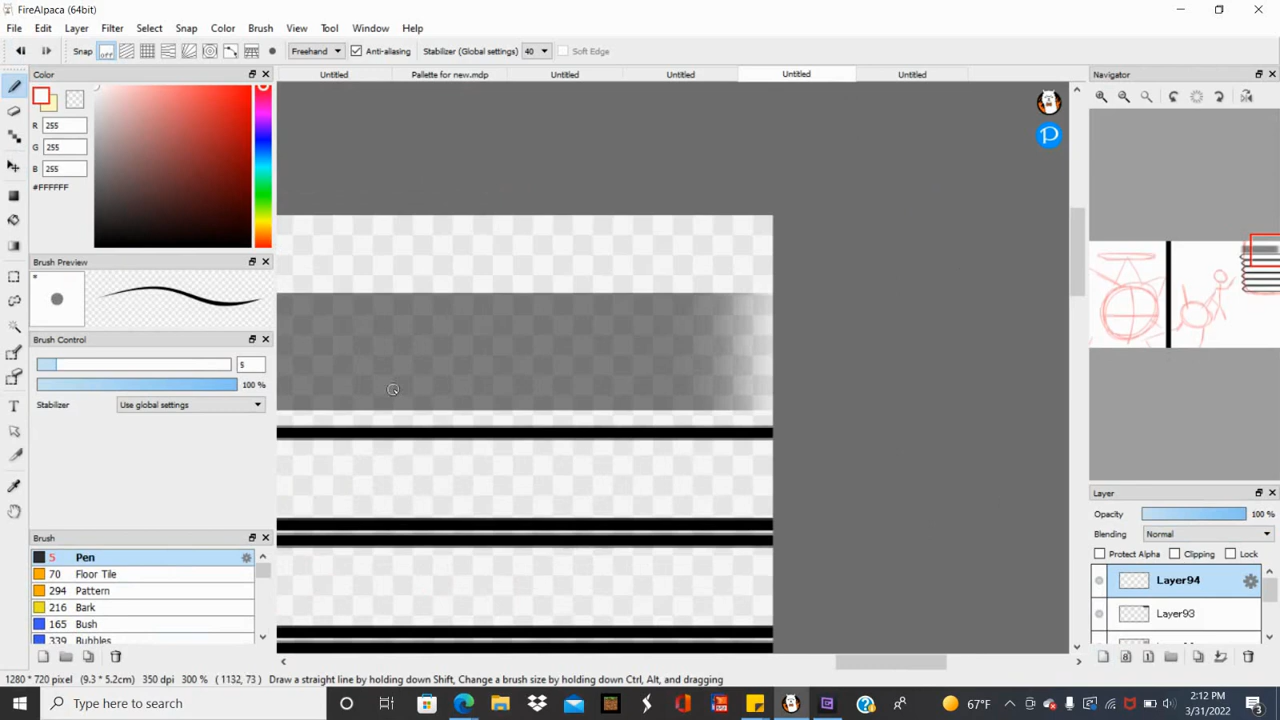 FireAlpaca (64bit)
File Edit Layer Filter Select Snap Color Brush View Tool Window Help
Snap off Freehand Anti-aliasing Stabilizer (Global settings) 40 Soft Edge
Color Untitled Pallette for new.mdp Untitled Untitled Untitled Untitled Navigator
R 255
G 255
B 255
#FFFFFF
Brush Preview
*
Brush Control
5
100 %
Stabilizer Use global settings
Brush
5 Pen
70 Floor Tile
294 Pattern
216 Bark
165 Bush
339 Bubbles
Layer
Opacity 100 %
Blending Normal
Protect Alpha Clipping Lock
Layer94
Layer93
1280 * 720 pixel (9.3 * 5.2cm) 350 dpi 300 % ( 1132, 73 ) Draw a straight line by holding down Shift, Change a brush size by holding down Ctrl, Alt, and dragging
Type here to search
67°F
2:12 PM
3/31/2022
3